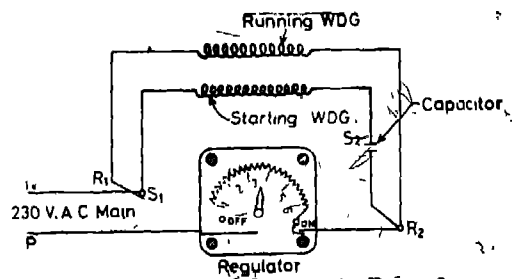 Running WDG
Starting WDG.
Capacitor
S2
R1
S1
230 V. A C Main
P
OFF
ON
R2
Regulator